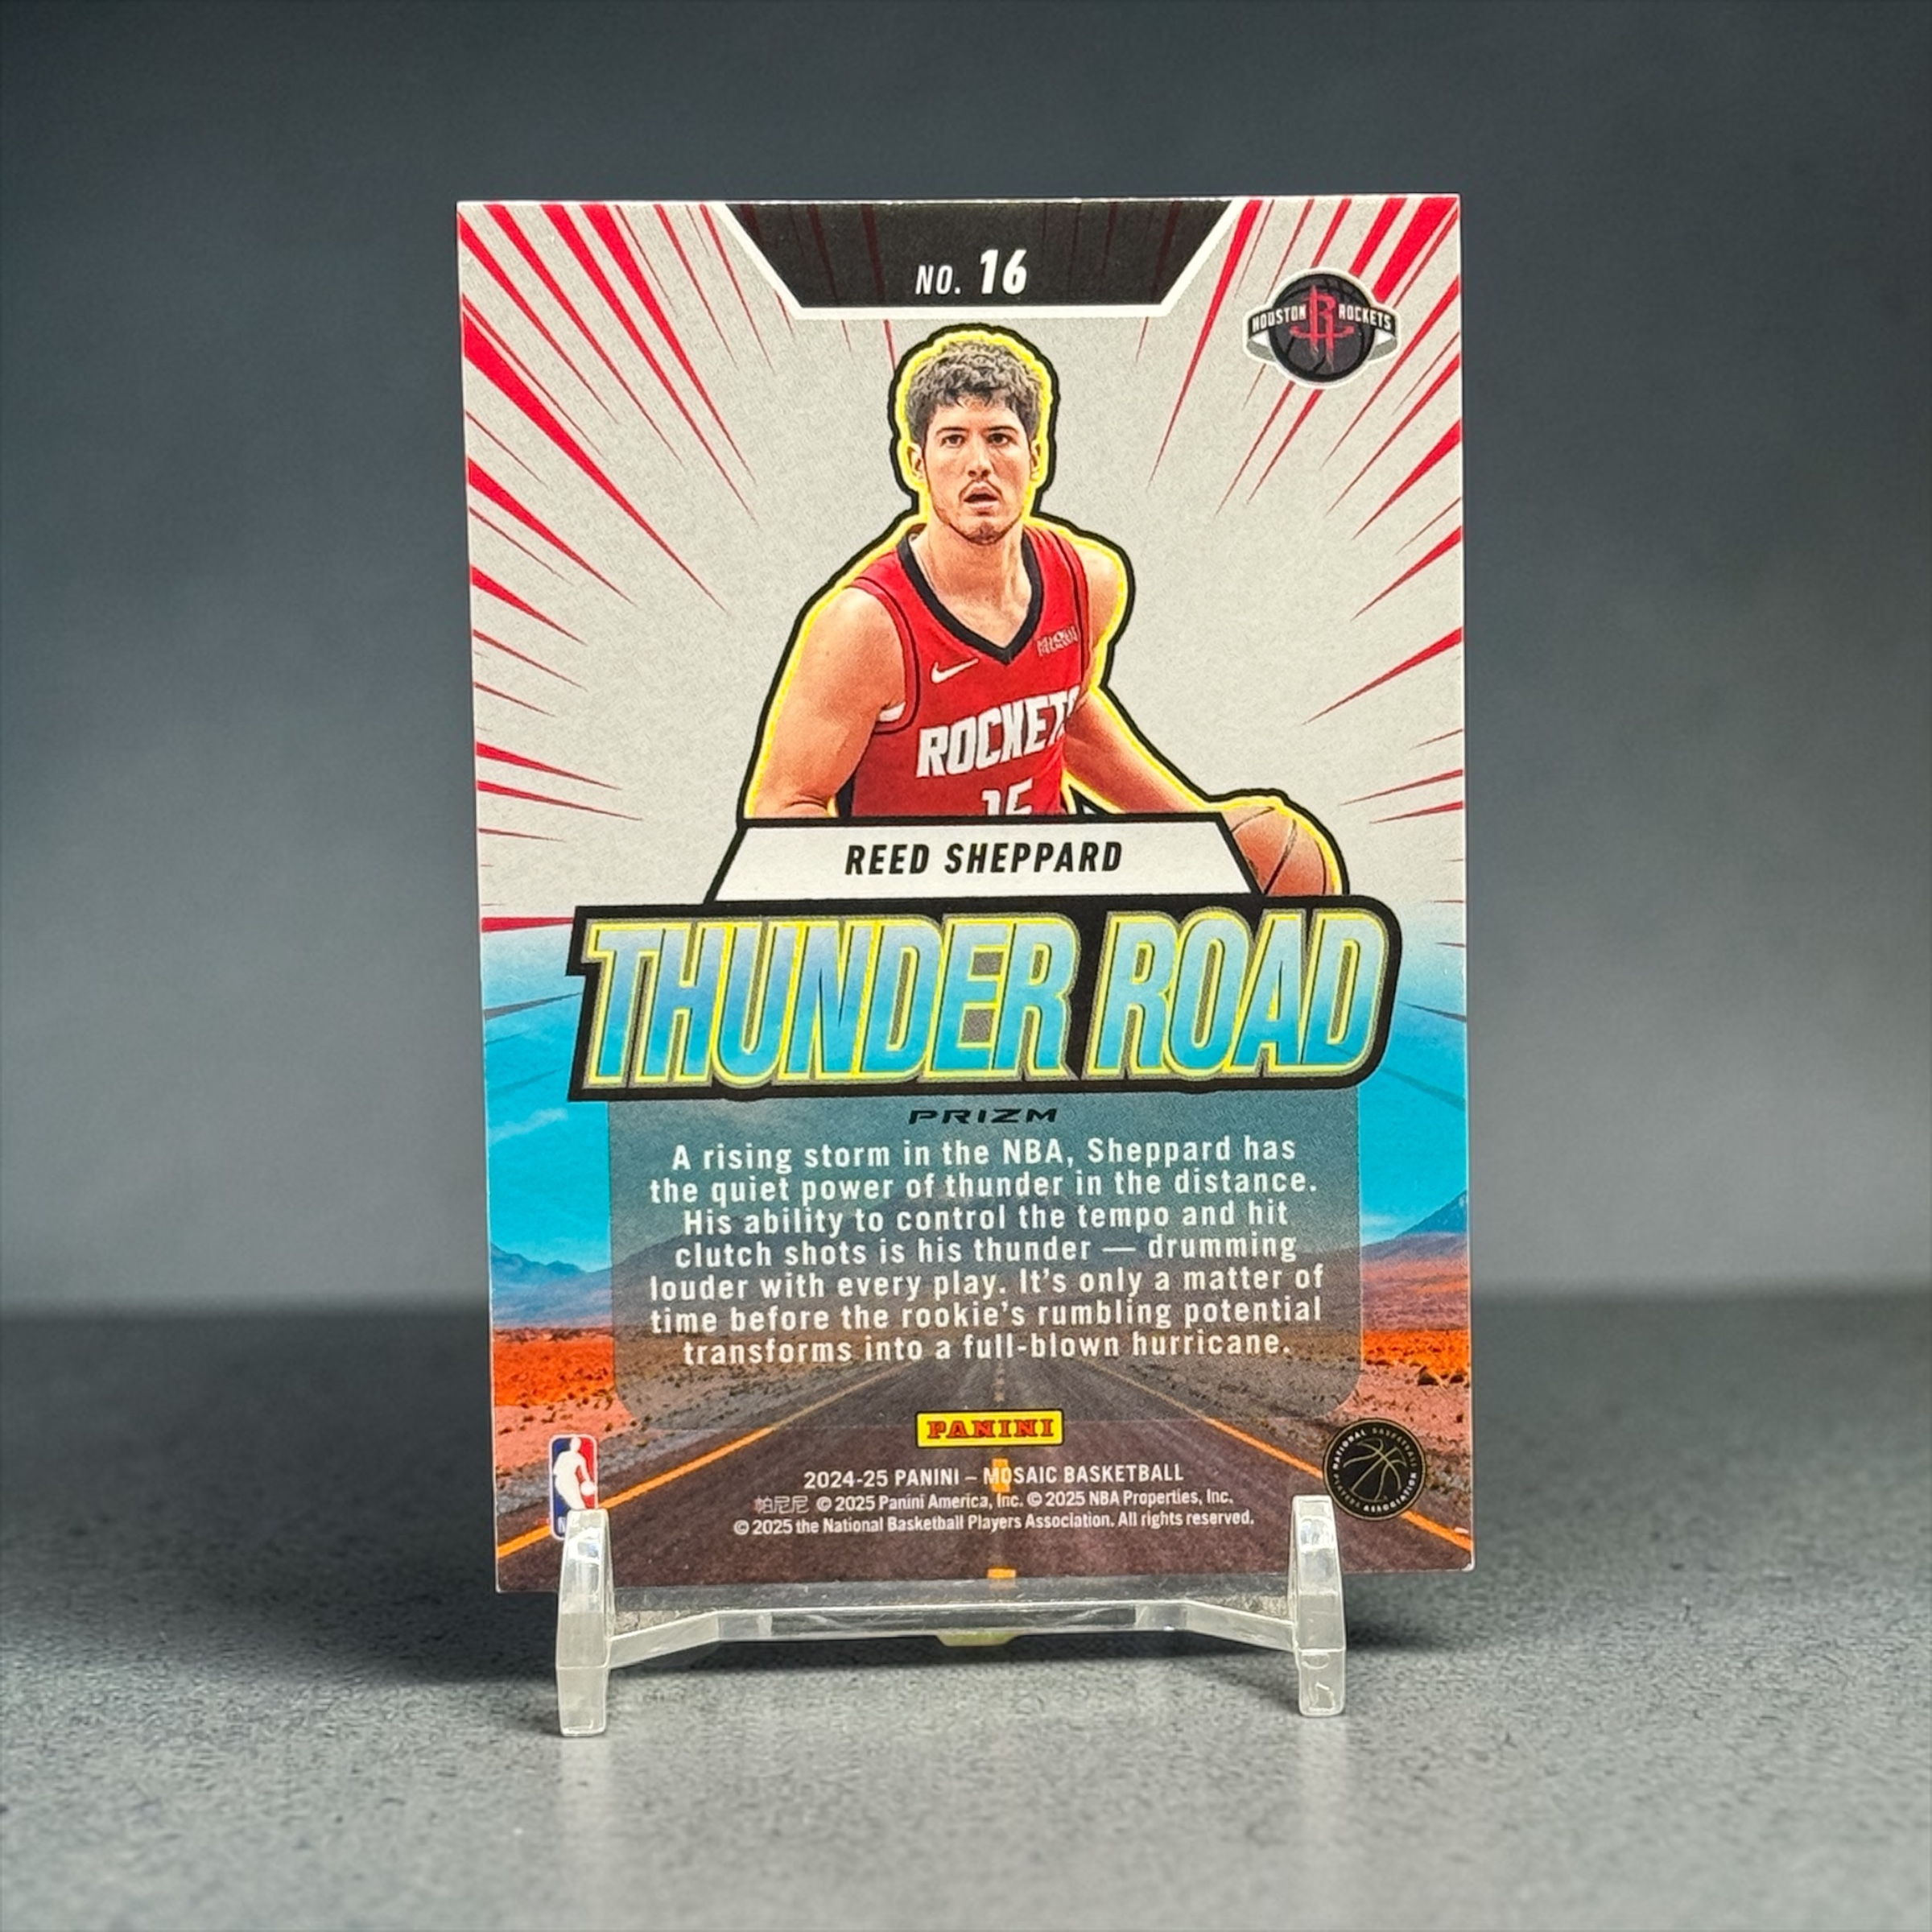 NO. 16
HOUSTON ROCKETS
ROCKETS
15
REED SHEPPARD
THUNDER ROAD
PRIZM
A rising storm in the NBA, Sheppard has
the quiet power of thunder in the distance.
His ability to control the tempo and hit
clutch shots is his thunder — drumming
louder with every play. It's only a matter of
time before the rookie's rumbling potential
transforms into a full-blown hurricane.
PANINI
NATIONAL BASKETBALL
PLAYERS ASSOCIATION
2024-25 PANINI – MOSAIC BASKETBALL
帕尼尼 © 2025 Panini America, Inc. © 2025 NBA Properties, Inc.
© 2025 the National Basketball Players Association. All rights reserved.